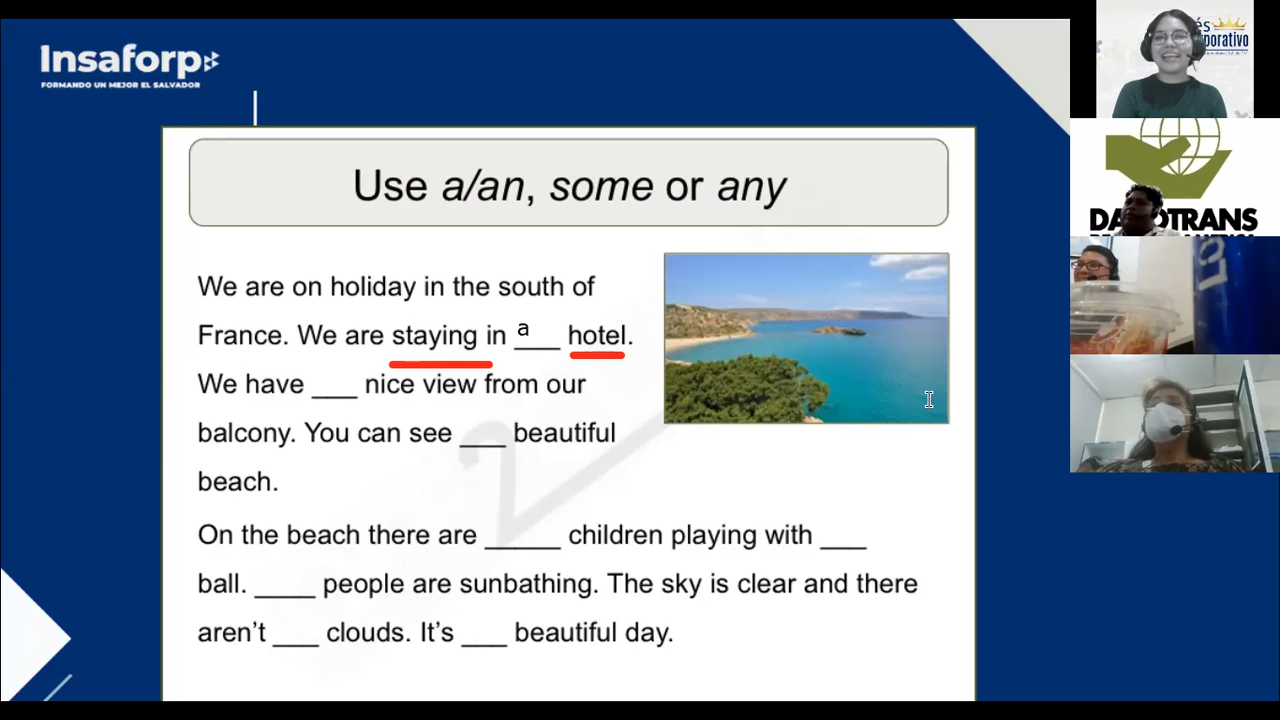 Insaforp
FORMANDO UN MEJOR EL SALVADOR
Use a/an, some or any
We are on holiday in the south of
France. We are staying in a ___ hotel.
We have ___ nice view from our
balcony. You can see ___ beautiful
beach.
On the beach there are _____ children playing with ___
ball. ____ people are sunbathing. The sky is clear and there
aren’t ___ clouds. It’s ___ beautiful day.